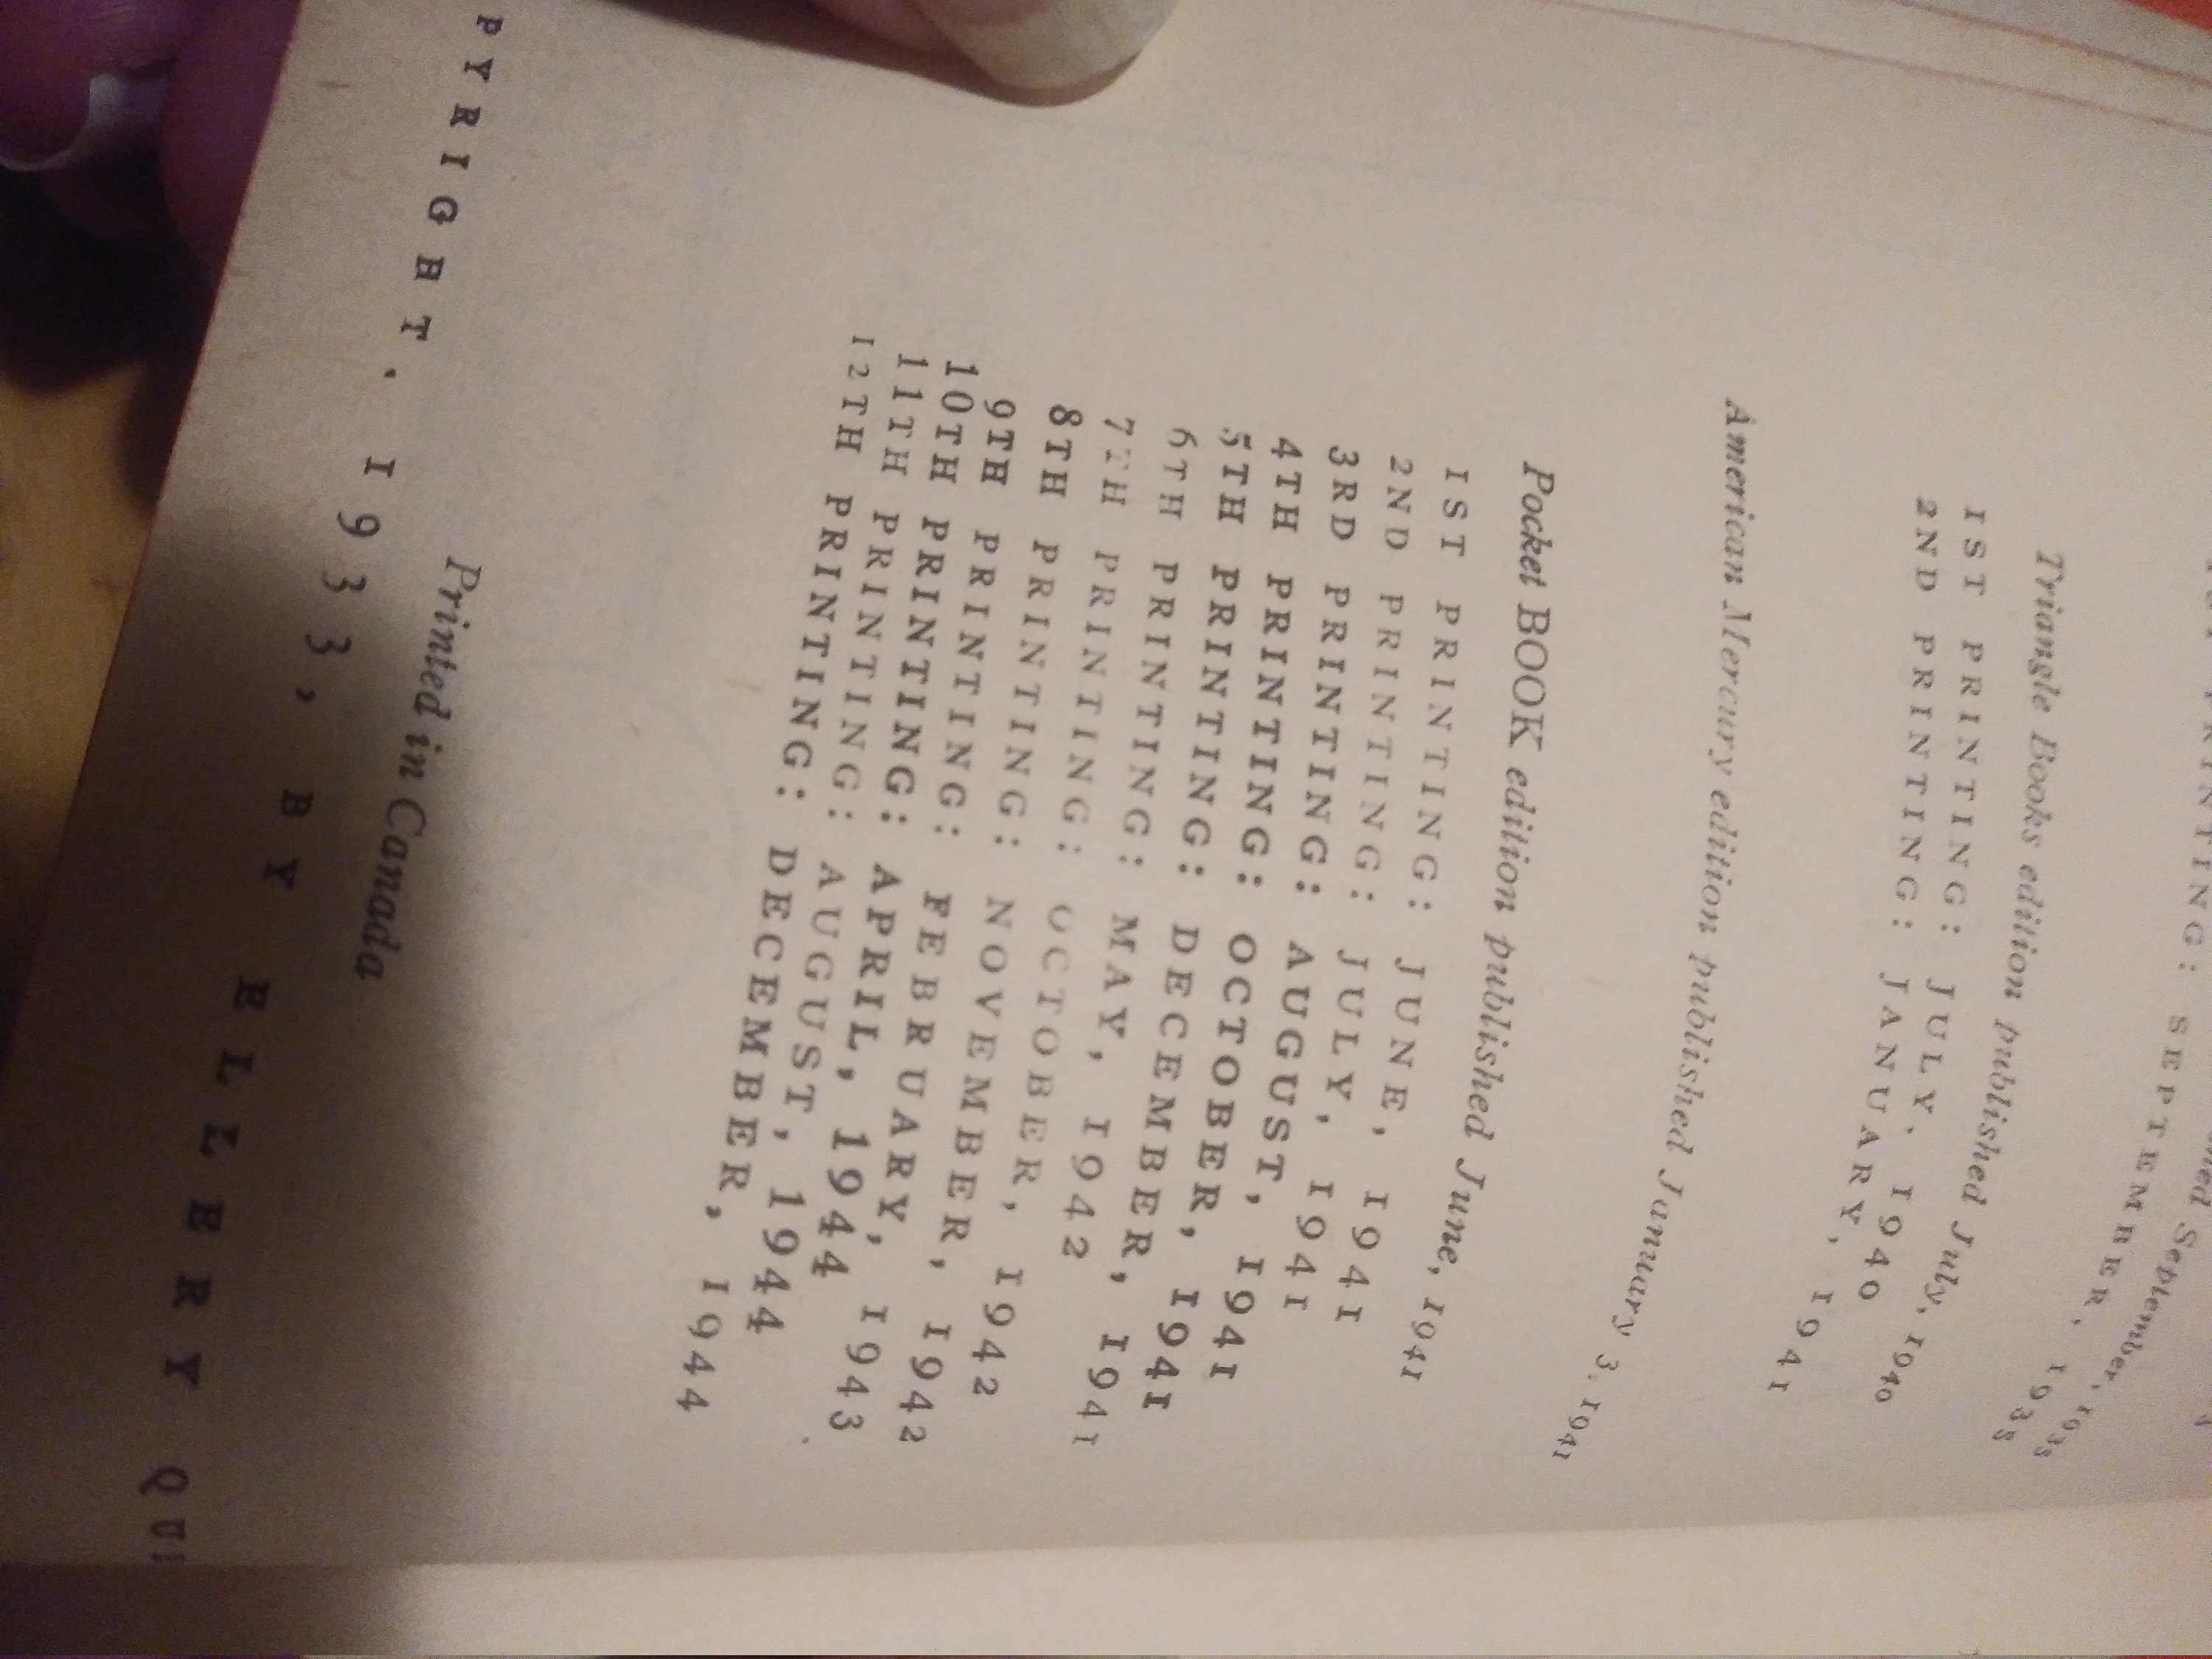 PRINTING: SEPTEMBER,
Triangle Books edition published July, 1940
1ST PRINTING: JULY, 1940
2ND PRINTING: JANUARY, 1941
American Mercury edition published January 3, 1941
Pocket BOOK edition published June, 1941
1ST PRINTING: JUNE, 1941
2ND PRINTING: JULY, 1941
3RD PRINTING: AUGUST, 1941
4TH PRINTING: OCTOBER, 1941
5TH PRINTING: DECEMBER, 1941
6TH PRINTING: MAY, 1942
7TH PRINTING: OCTOBER, 1942
8TH PRINTING: NOVEMBER, 1942
9TH PRINTING: FEBRUARY, 1943
10TH PRINTING: APRIL, 1944
11TH PRINTING: AUGUST, 1944
12TH PRINTING: DECEMBER, 1944
Printed in Canada
PYRIGHT. 1933, BY ELLERY QU